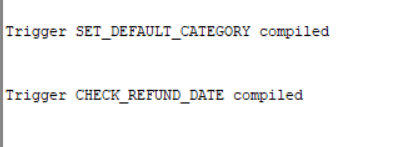 Trigger SET_DEFAULT_CATEGORY compiled
Trigger CHECK_REFUND_DATE compiled